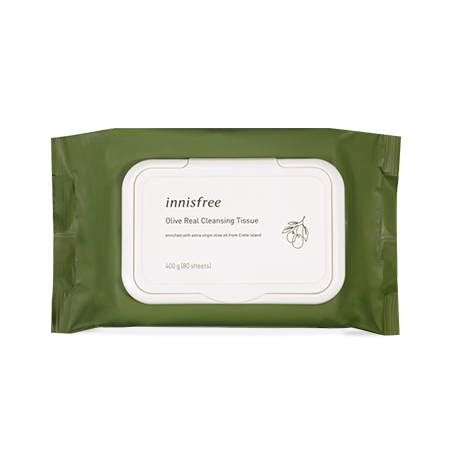 innisfree
Olive Real Cleansing Tissue
enriched with extra virgin olive oil from Crete island
400 g (80 sheets)